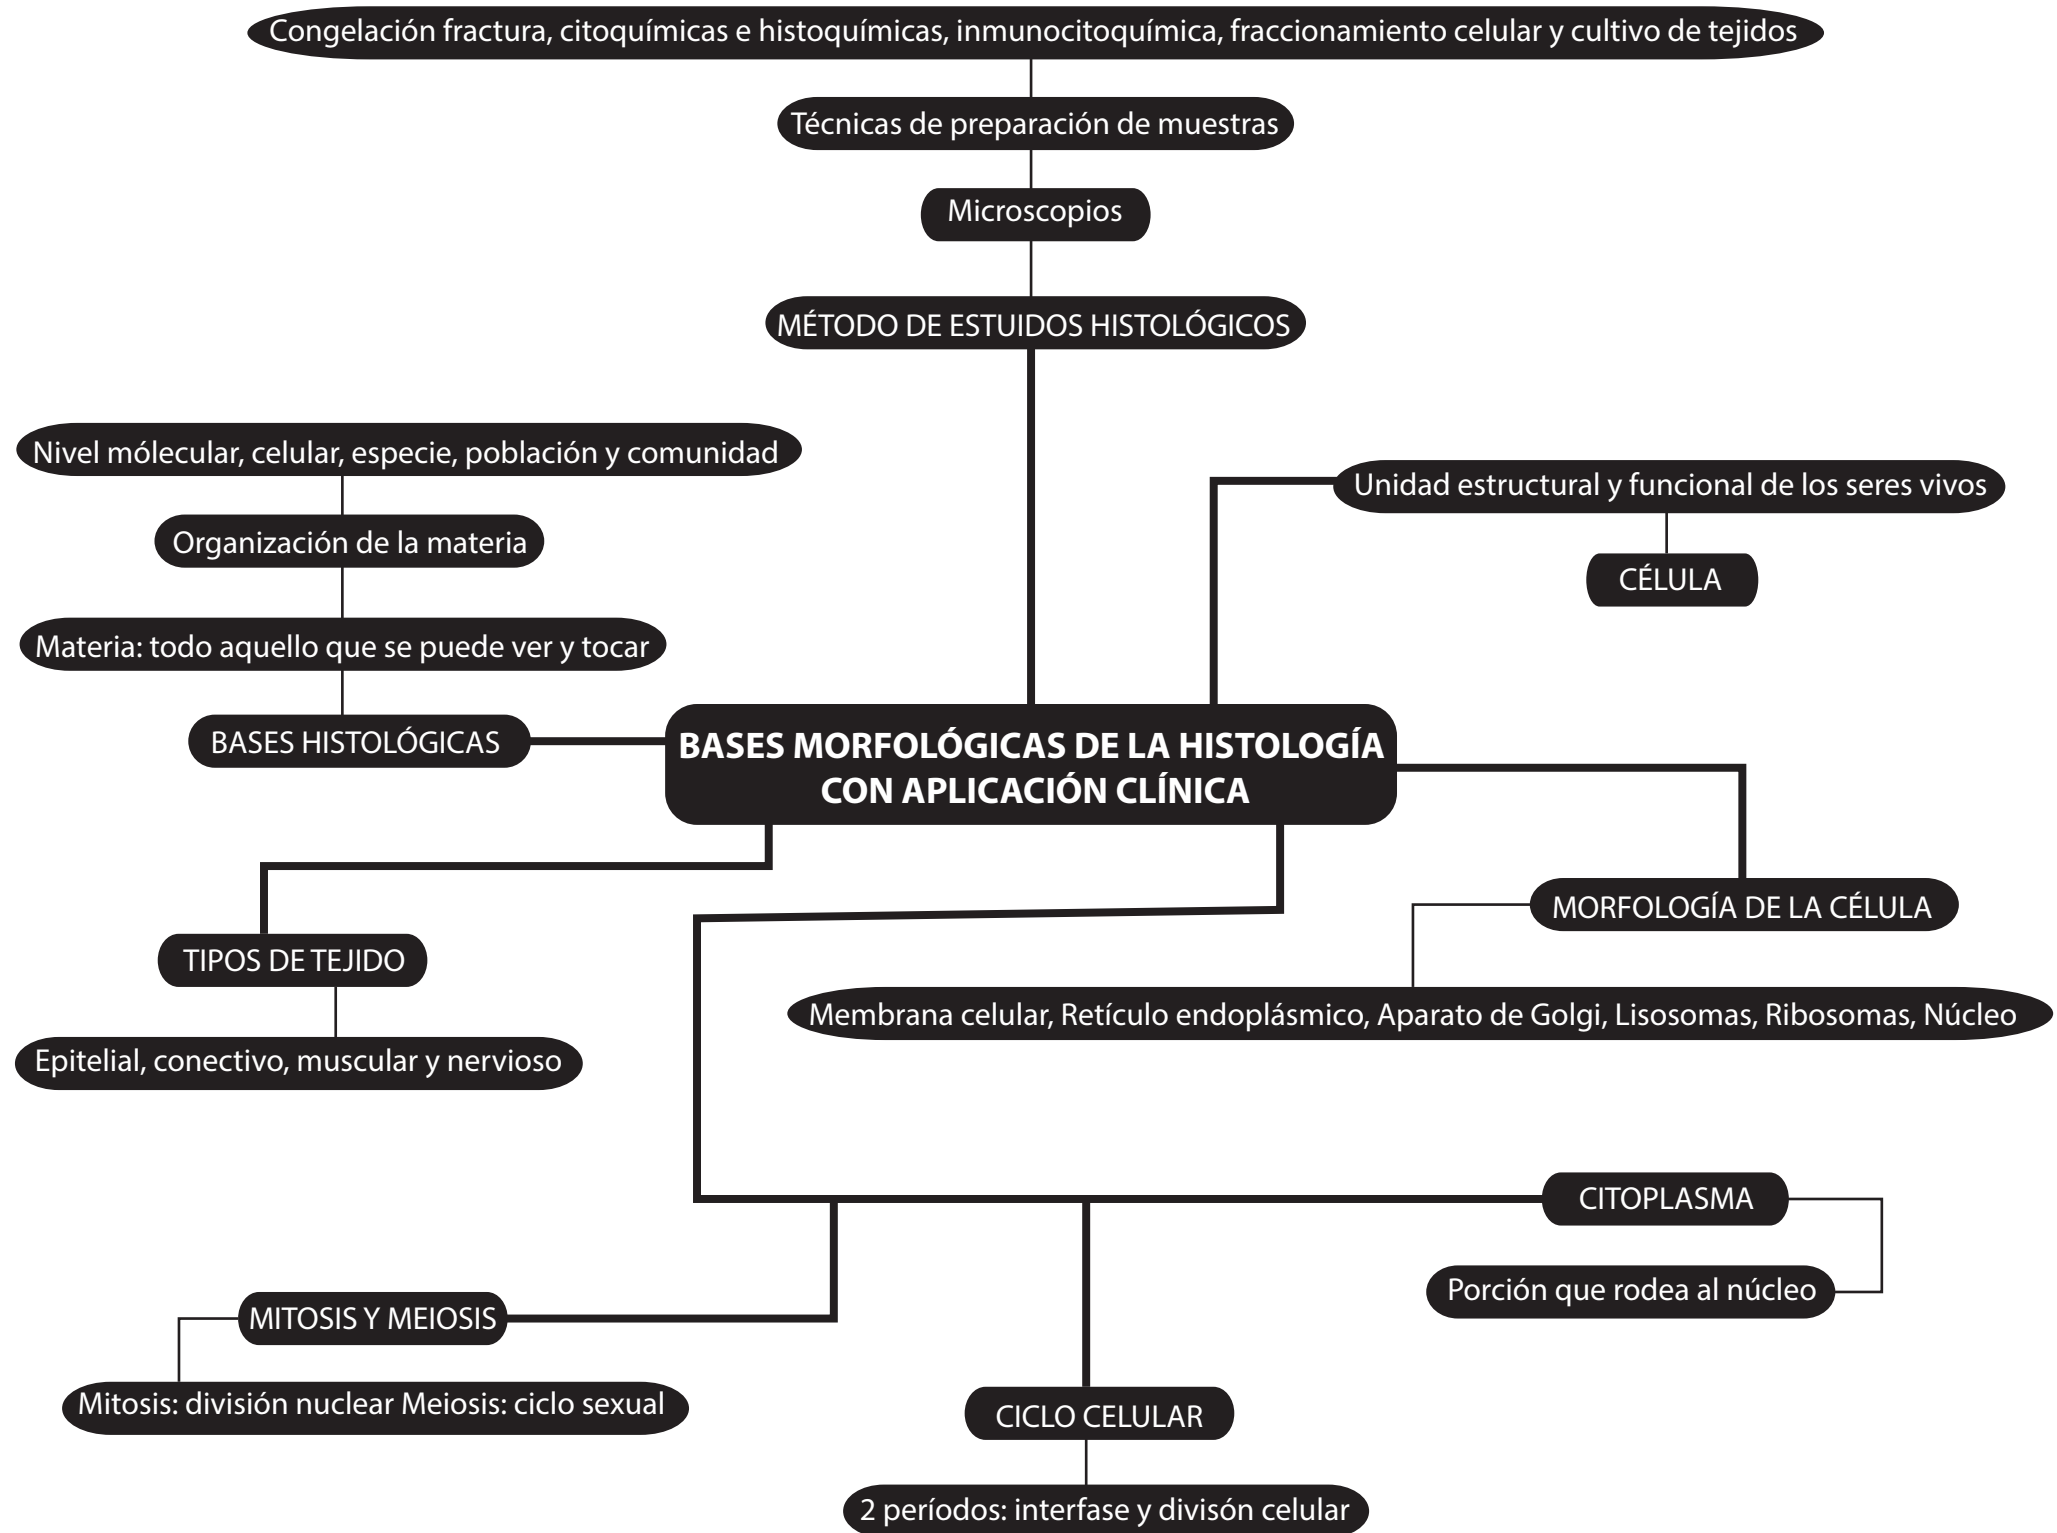 Congelación fractura, citoquímicas e histoquímicas, inmunocitoquímica, fraccionamiento celular y cultivo de tejidos
Técnicas de preparación de muestras
Microscopios
MÉTODO DE ESTUIDOS HISTOLÓGICOS
Nivel mólecular, celular, especie, población y comunidad
Organización de la materia
Materia: todo aquello que se puede ver y tocar
BASES HISTOLÓGICAS
Unidad estructural y funcional de los seres vivos
CÉLULA
BASES MORFOLÓGICAS DE LA HISTOLOGÍA
CON APLICACIÓN CLÍNICA
MORFOLOGÍA DE LA CÉLULA
Membrana celular, Retículo endoplásmico, Aparato de Golgi, Lisosomas, Ribosomas, Núcleo
TIPOS DE TEJIDO
Epitelial, conectivo, muscular y nervioso
CITOPLASMA
Porción que rodea al núcleo
MITOSIS Y MEIOSIS
Mitosis: división nuclear Meiosis: ciclo sexual
CICLO CELULAR
2 períodos: interfase y divisón celular